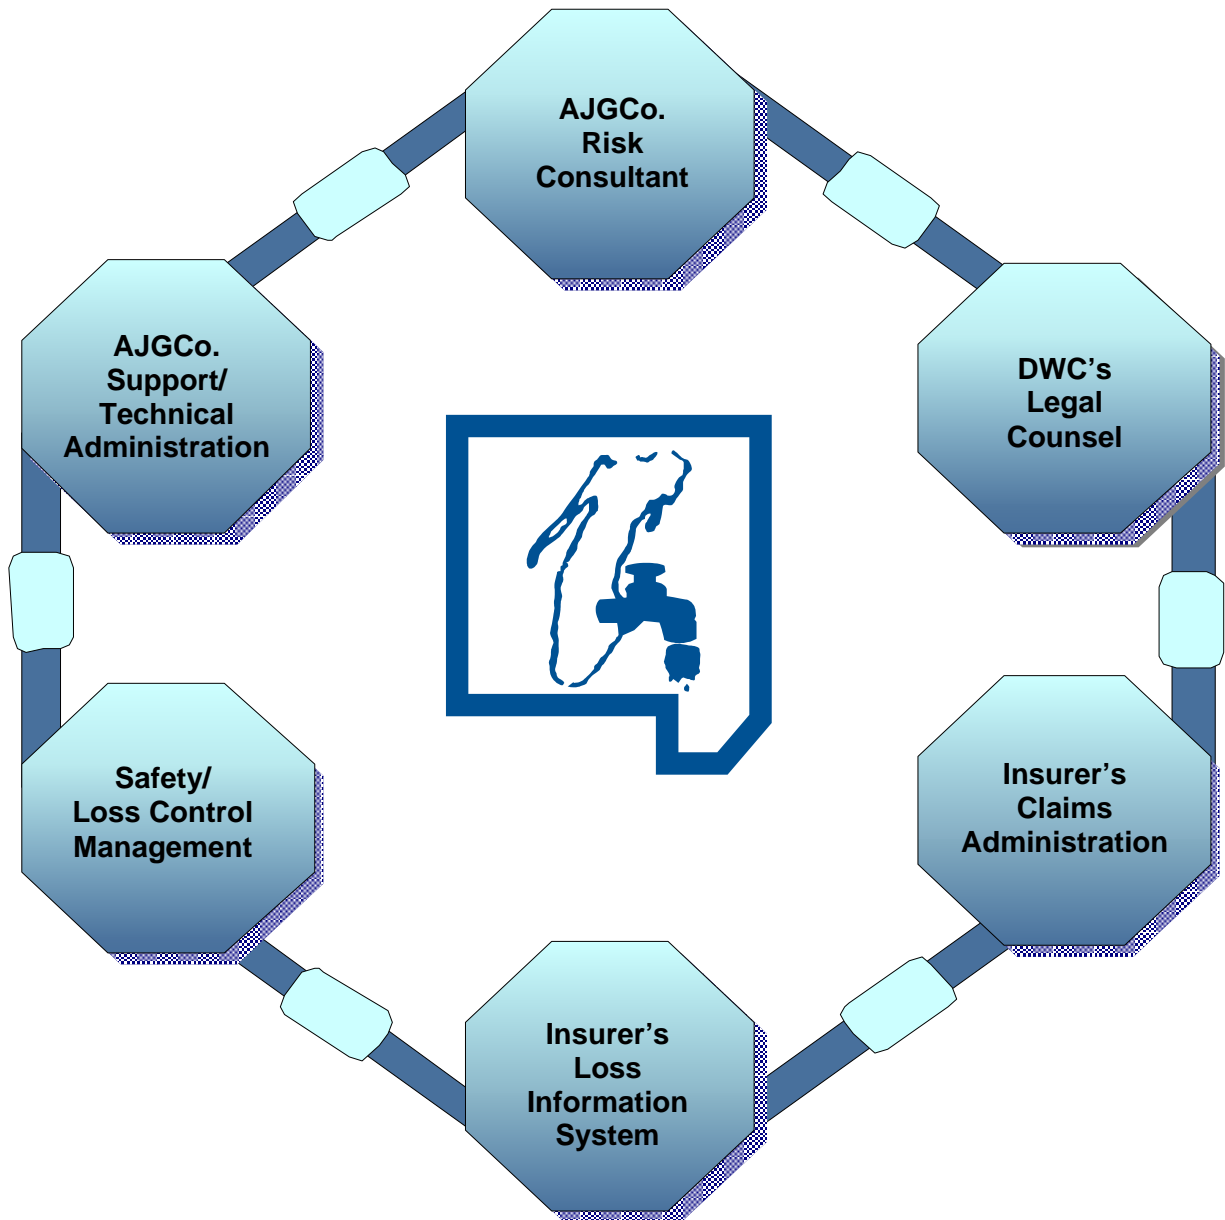 AJGCo.
Risk
Consultant
AJGCo.
Support/
Technical
Administration
DWC’s
Legal
Counsel
Safety/
Loss Control
Management
Insurer’s
Claims
Administration
Insurer’s
Loss
Information
System